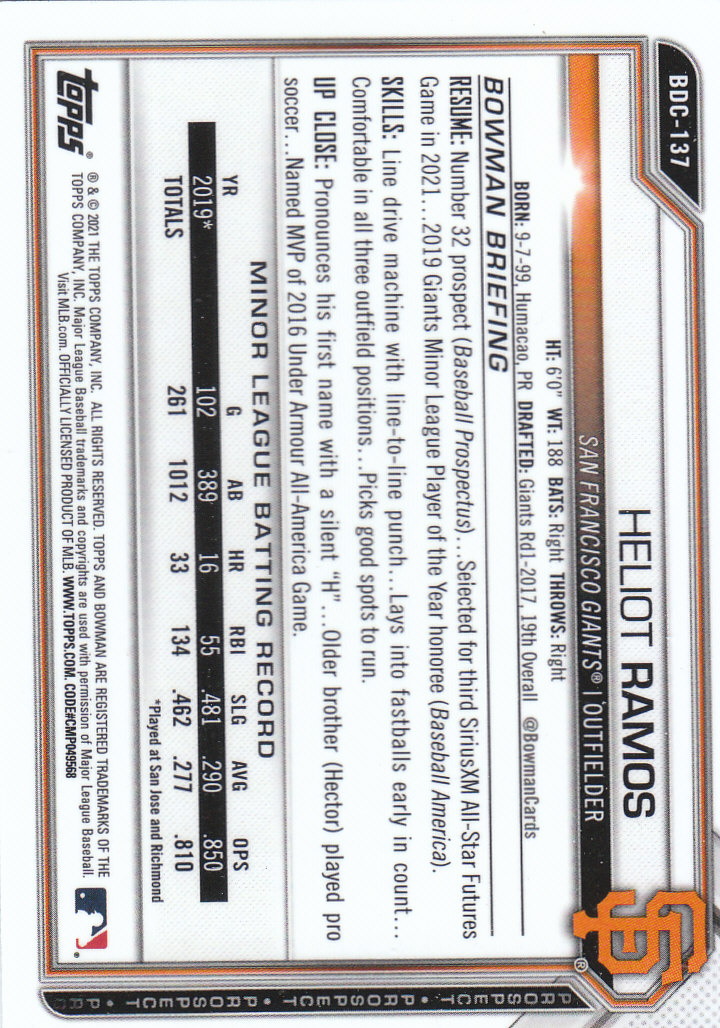 BDC-137
HELIOT RAMOS
SAN FRANCISCO GIANTS® | OUTFIELDER
HT: 6'0" WT: 188 BATS: Right THROWS: Right
BORN: 9-7-99, Humacao, PR DRAFTED: Giants Rd1-2017, 19th Overall @BowmanCards
BOWMAN BRIEFING
RESUME: Number 32 prospect (Baseball Prospectus)...Selected for third SiriusXM All-Star Futures
Game in 2021...2019 Giants Minor League Player of the Year honoree (Baseball America).
SKILLS: Line drive machine with line-to-line punch...Lays into fastballs early in count...
Comfortable in all three outfield positions...Picks good spots to run.
UP CLOSE: Pronounces his first name with a silent "H"...Older brother (Hector) played pro
soccer...Named MVP of 2016 Under Armour All-America Game.
MINOR LEAGUE BATTING RECORD
YR G AB HR RBI SLG AVG OPS
2019* 102 389 16 55 .481 .290 .850
TOTALS 261 1012 33 134 .462 .277 .810
*Played at San Jose and Richmond
topps®
® & © 2021 THE TOPPS COMPANY, INC. ALL RIGHTS RESERVED. TOPPS AND BOWMAN ARE REGISTERED TRADEMARKS OF THE
TOPPS COMPANY, INC. Major League Baseball trademarks and copyrights are used with permission of Major League Baseball.
Visit MLB.com. OFFICIALLY LICENSED PRODUCT OF MLB. WWW.TOPPS.COM. CODE#CMP049568
SF®
PROSPECT • PROSPECT • PR